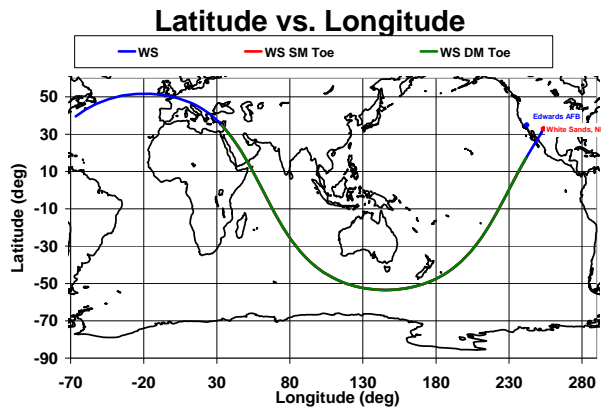 Latitude vs. Longitude
WS WS SM Toe WS DM Toe
Latitude (deg)
50
30
10
-10
-30
-50
-70
-90
Edwards AFB
White Sands, N
-70 -20 30 80 130 180 230 280
Longitude (deg)